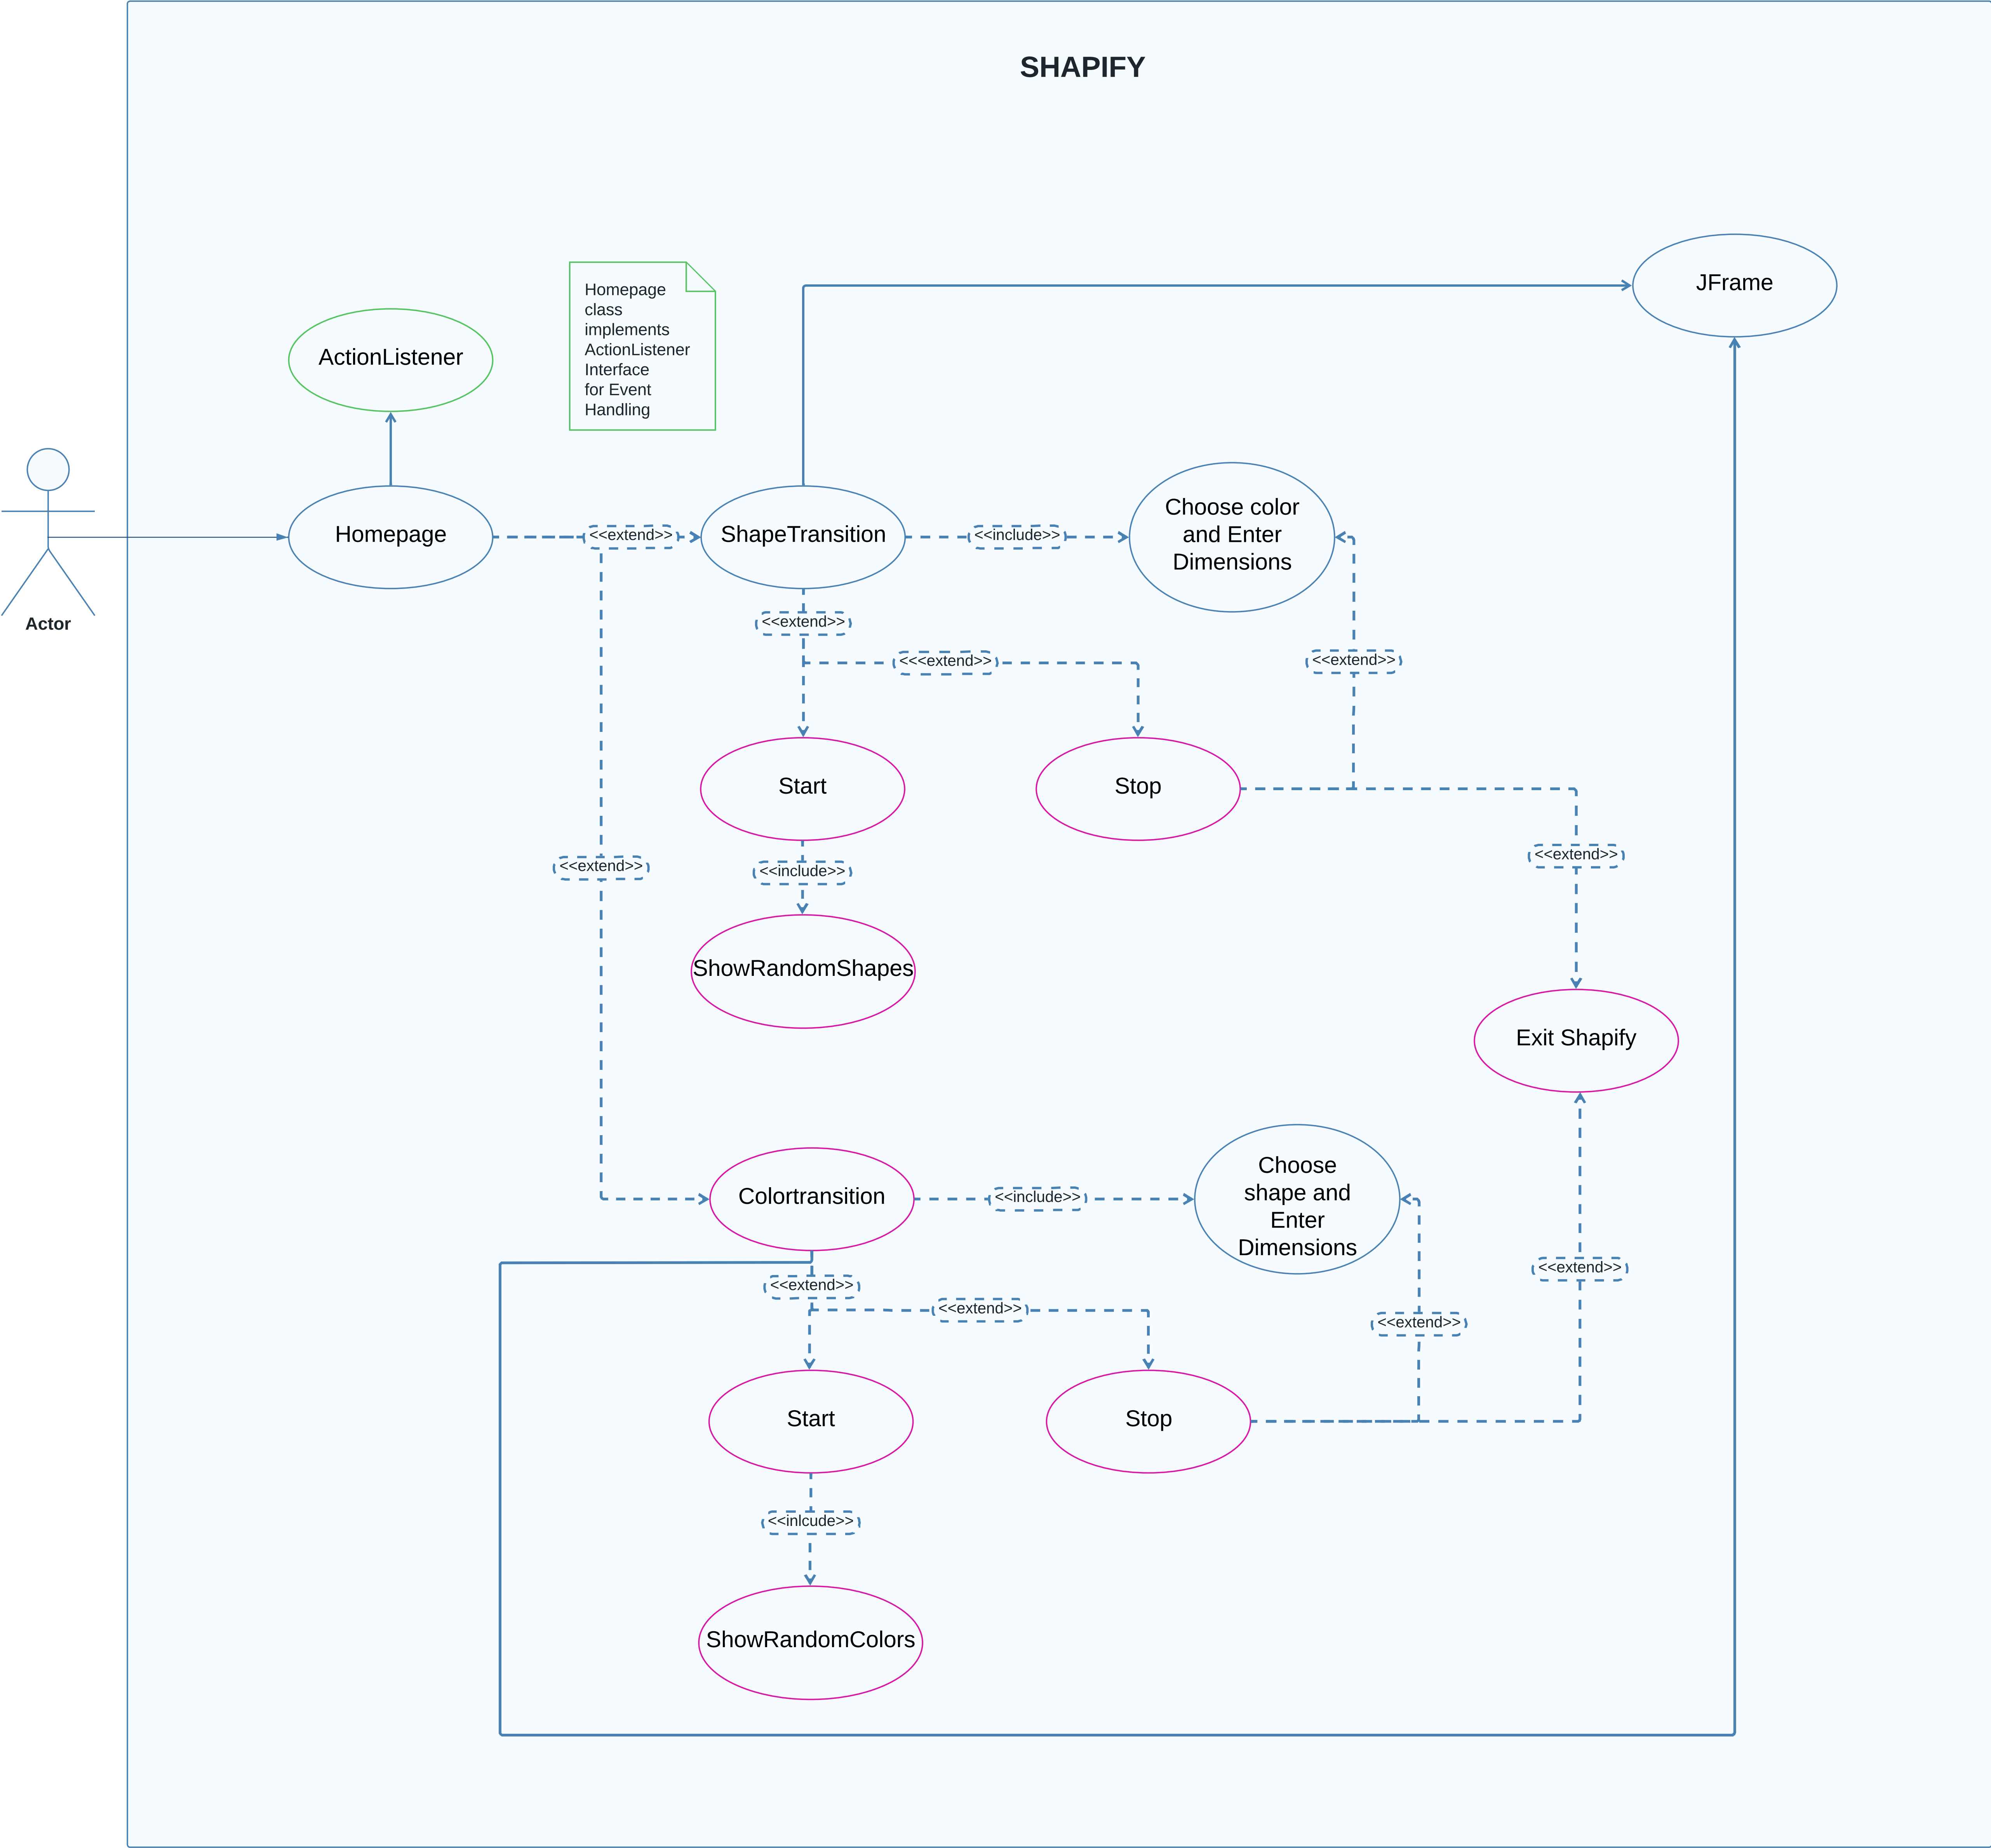 SHAPIFY
JFrame
Homepage
class
implements
ActionListener
Interface
for Event
Handling
ActionListener
Actor
Homepage
<<extend>>
ShapeTransition
<<include>>
Choose color
and Enter
Dimensions
<<extend>>
<<<extend>>
<<extend>>
Start
Stop
<<extend>>
<<extend>>
<<include>>
ShowRandomShapes
Exit Shapify
Colortransition
<<include>>
Choose
shape and
Enter
Dimensions
<<extend>>
<<extend>>
<<extend>>
<<extend>>
Start
Stop
<<inlcude>>
ShowRandomColors